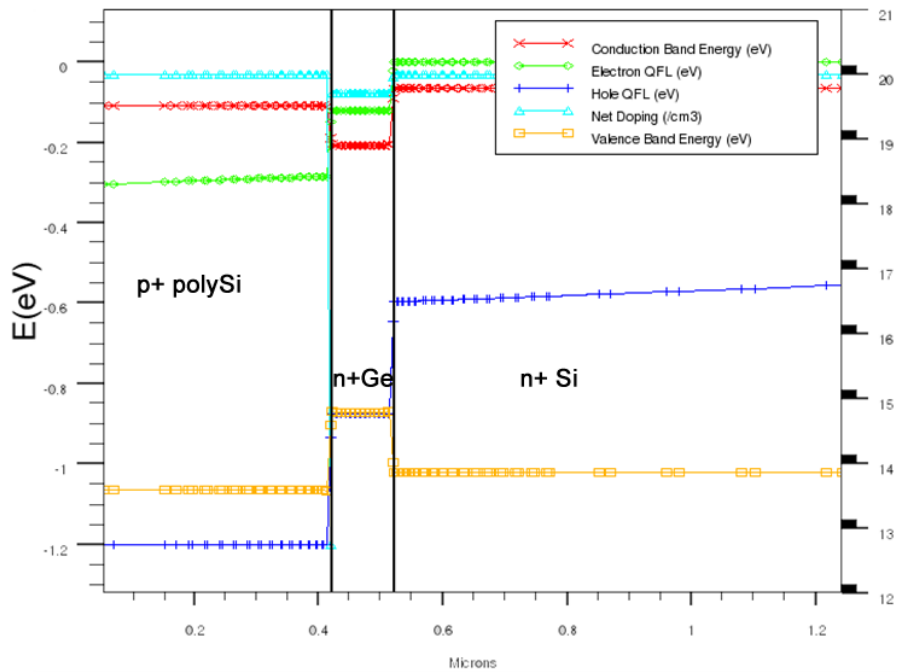 21
0
20
-0.2
19
-0.4
18
-0.6
17
16
-0.8
15
-1
14
13
-1.2
12
E(eV)
Conduction Band Energy (eV)
Electron QFL (eV)
Hole QFL (eV)
Net Doping (/cm3)
Valence Band Energy (eV)
p+ polySi
n+Ge
n+ Si
0.2 0.4 0.6 0.8 1 1.2
Microns